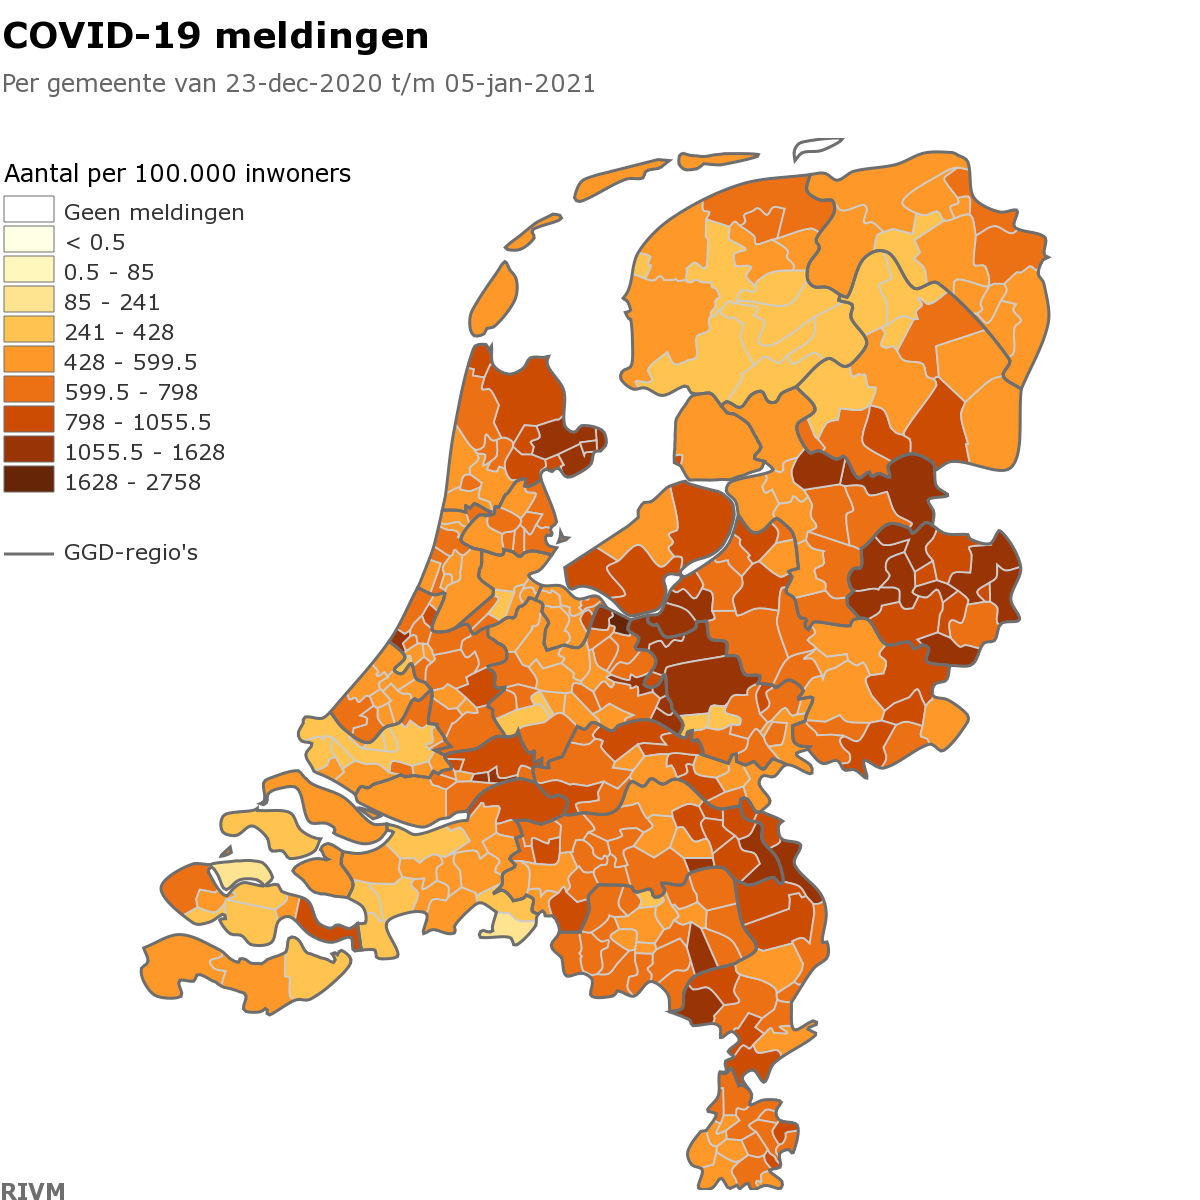 COVID-19 meldingen
Per gemeente van 23-dec-2020 t/m 05-jan-2021
Aantal per 100.000 inwoners
Geen meldingen
< 0.5
0.5 - 85
85 - 241
241 - 428
428 - 599.5
599.5 - 798
798 - 1055.5
1055.5 - 1628
1628 - 2758
GGD-regio's
RIVM